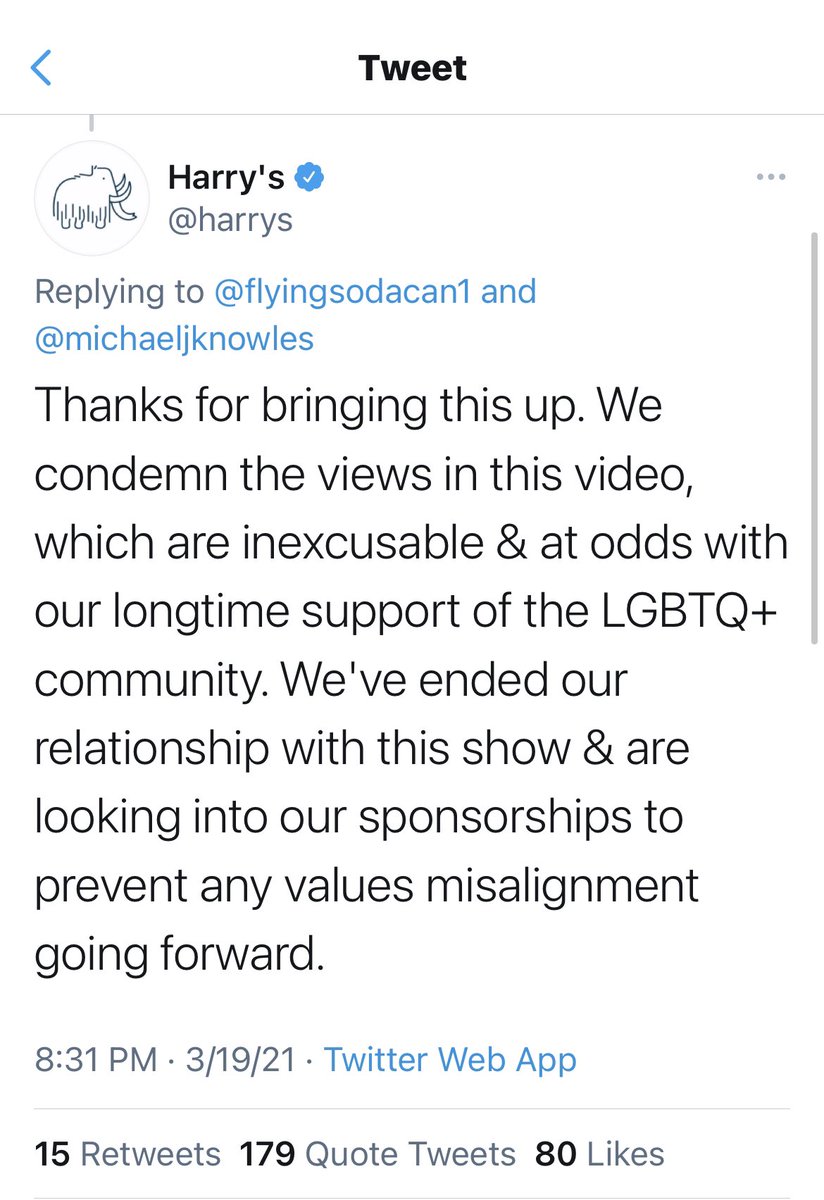 Tweet
Harry's
@harrys
Replying to @flyingsodacan1 and
@michaeljknowles
Thanks for bringing this up. We
condemn the views in this video,
which are inexcusable & at odds with
our longtime support of the LGBTQ+
community. We've ended our
relationship with this show & are
looking into our sponsorships to
prevent any values misalignment
going forward.
8:31 PM · 3/19/21 · Twitter Web App
15 Retweets 179 Quote Tweets 80 Likes